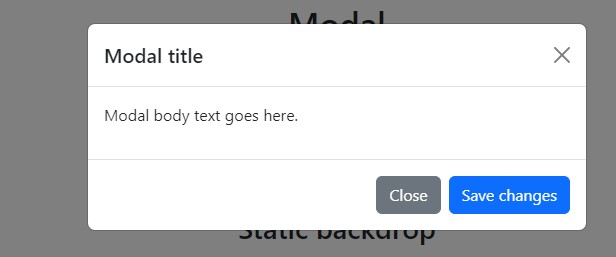 Modal
Modal title
Modal body text goes here.
Close
Save changes
Static backdrop